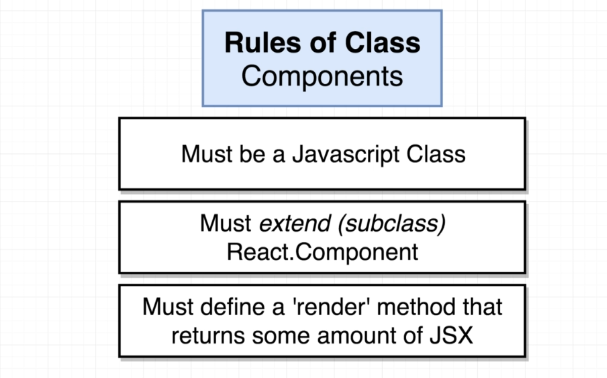 Rules of Class
Components
Must be a Javascript Class
Must extend (subclass)
React.Component
Must define a 'render' method that
returns some amount of JSX